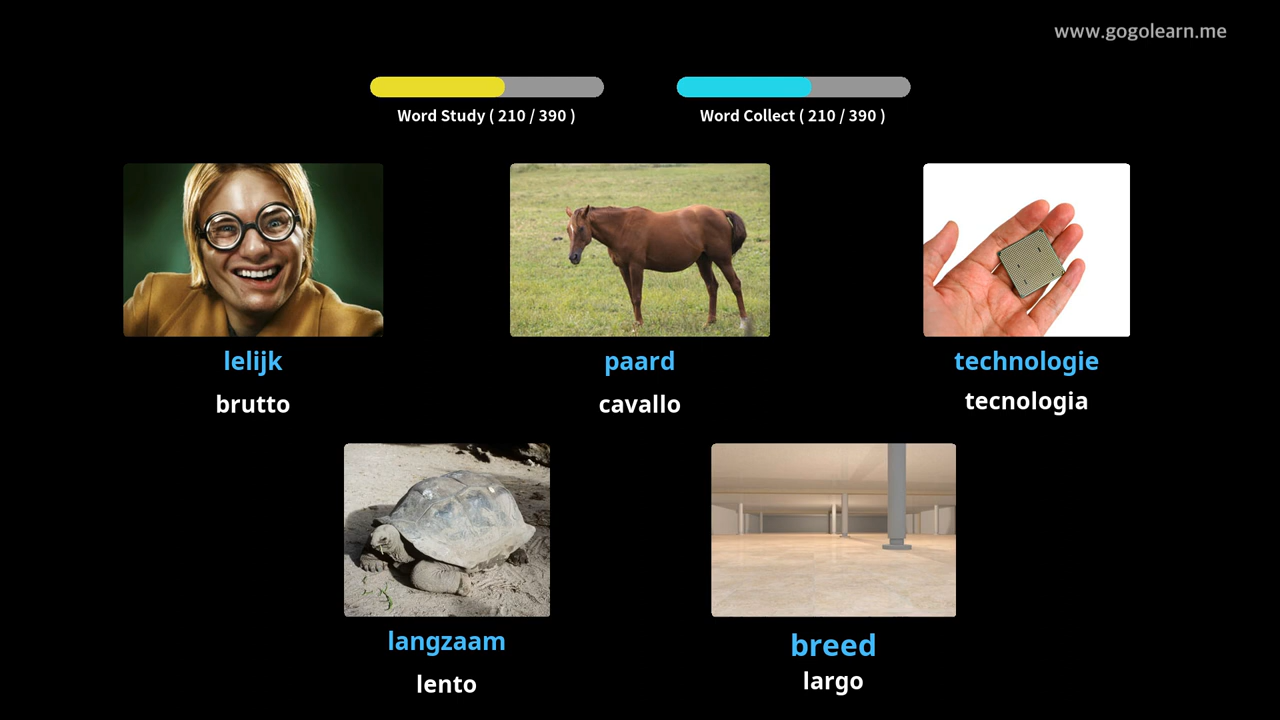 www.gogolearn.me
Word Study ( 210 / 390 )
Word Collect ( 210 / 390 )
lelijk
brutto
paard
cavallo
technologie
tecnologia
langzaam
lento
breed
largo